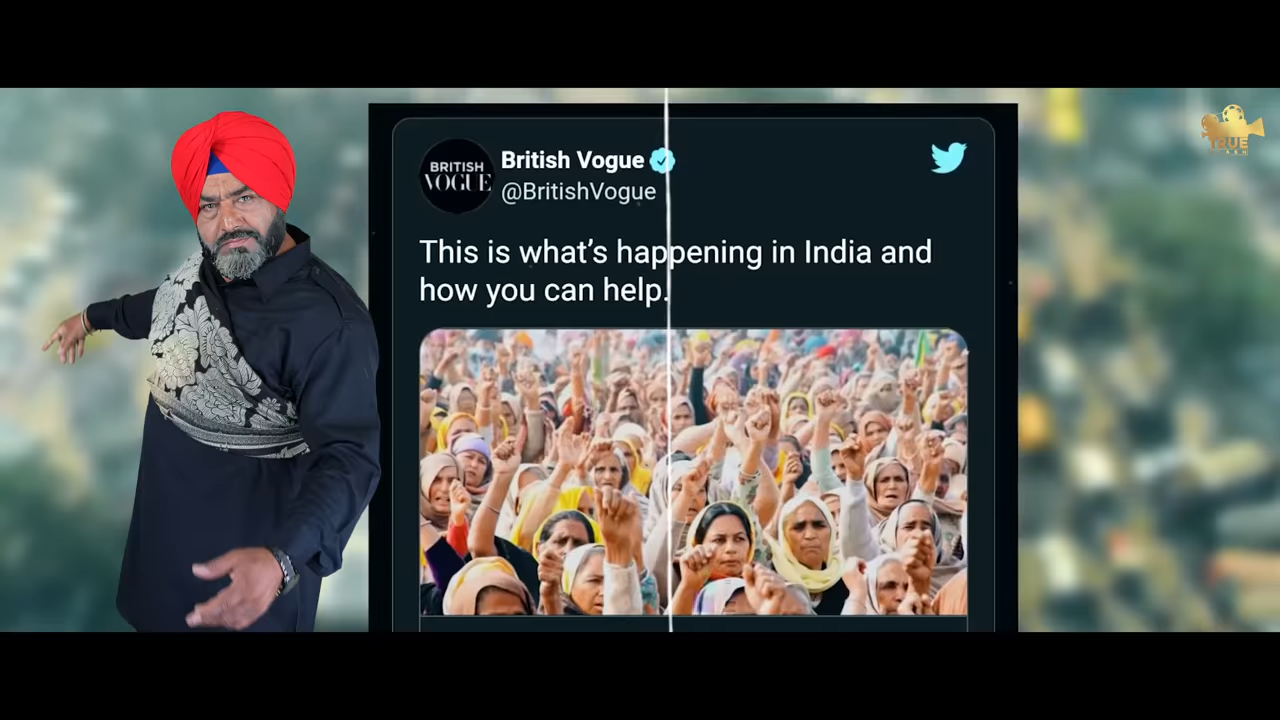 BRITISH
VOGUE
British Vogue
@BritishVogue
This is what's happening in India and
how you can help.
TRUE